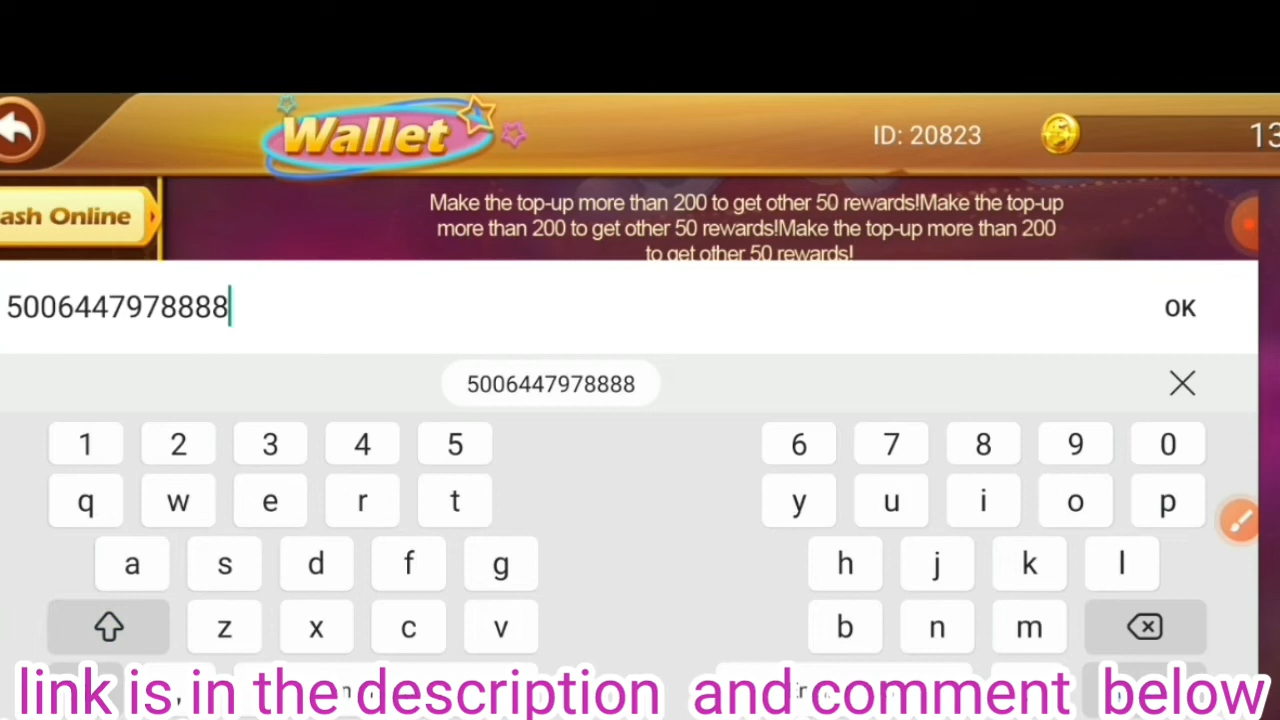 Wallet
ID: 20823
13
ash Online
Make the top-up more than 200 to get other 50 rewards!Make the top-up
more than 200 to get other 50 rewards!Make the top-up more than 200
to get other 50 rewards!
5006447978888
OK
5006447978888
1 2 3 4 5 6 7 8 9 0
q w e r t y u i o p
a s d f g h j k l
z x c v b n m
link is in the description and comment below